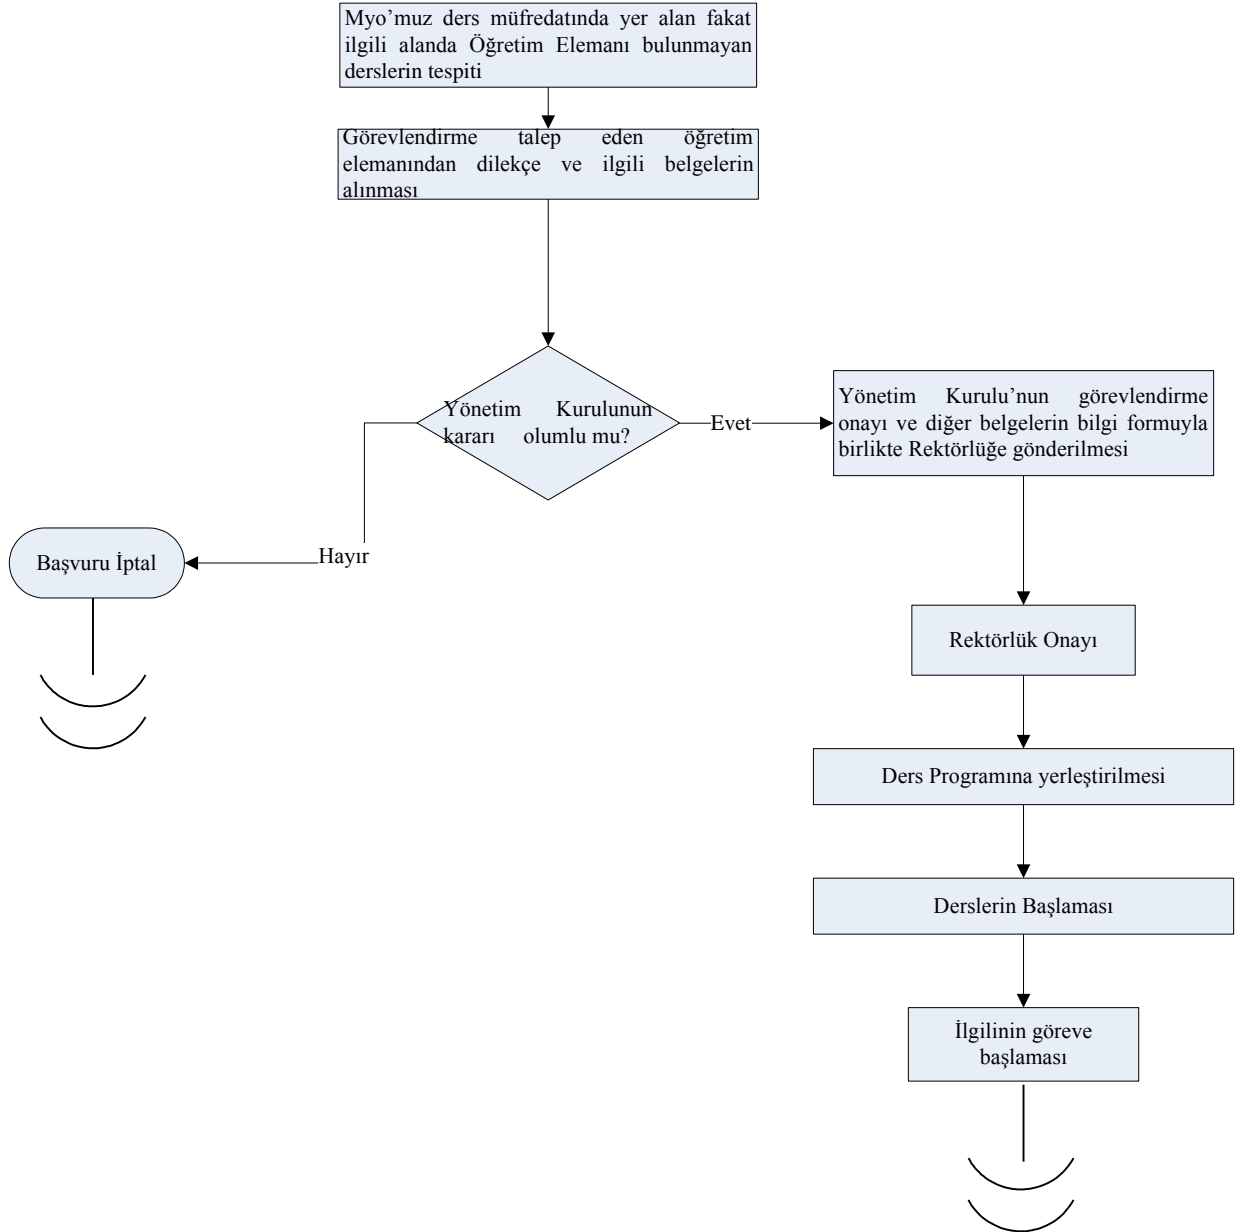 Myo’muz ders müfredatında yer alan fakat
ilgili alanda Öğretim Elemanı bulunmayan
derslerin tespiti
Görevlendirme talep eden öğretim
elemanından dilekçe ve ilgili belgelerin
alınması
Yönetim Kurulunun
kararı olumlu mu?
Evet
Yönetim Kurulu’nun görevlendirme
onayı ve diğer belgelerin bilgi formuyla
birlikte Rektörlüğe gönderilmesi
Hayır
Başvuru İptal
Rektörlük Onayı
Ders Programına yerleştirilmesi
Derslerin Başlaması
İlgilinin göreve
başlaması